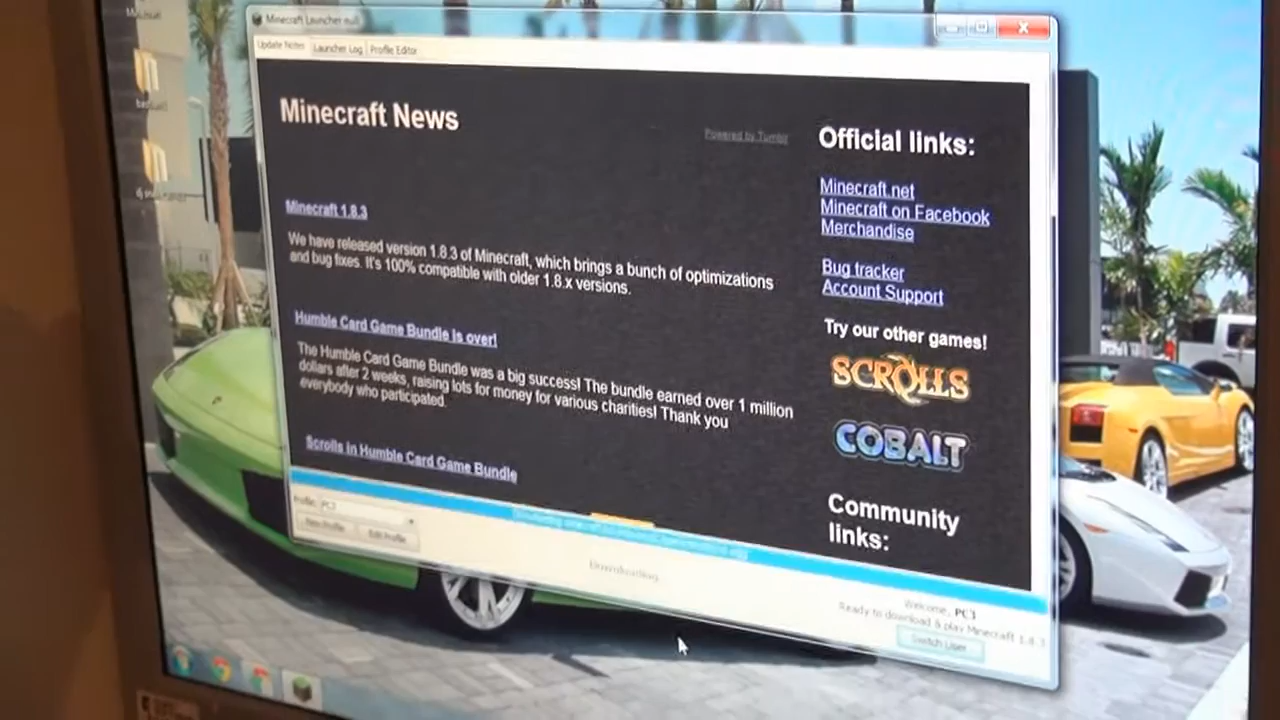 Minecraft Launcher null
Update Notes
Launcher Log
Profile Editor
Minecraft News
Powered by Tumblr
Minecraft 1.8.3
We have released version 1.8.3 of Minecraft, which brings a bunch of optimizations
and bug fixes. It's 100% compatible with older 1.8.x versions.
Humble Card Game Bundle is over!
The Humble Card Game Bundle was a big success! The bundle earned over 1 million
dollars after 2 weeks, raising lots for money for various charities! Thank you
everybody who participated.
Scrolls in Humble Card Game Bundle
Official links:
Minecraft.net
Minecraft on Facebook
Merchandise
Bug tracker
Account Support
Try our other games!
SCROLLS
COBALT
Community
links:
Profile: PC3
New Profile
Edit Profile
Downloading
Welcome, PC3
Ready to download & play Minecraft 1.8.3
Switch User